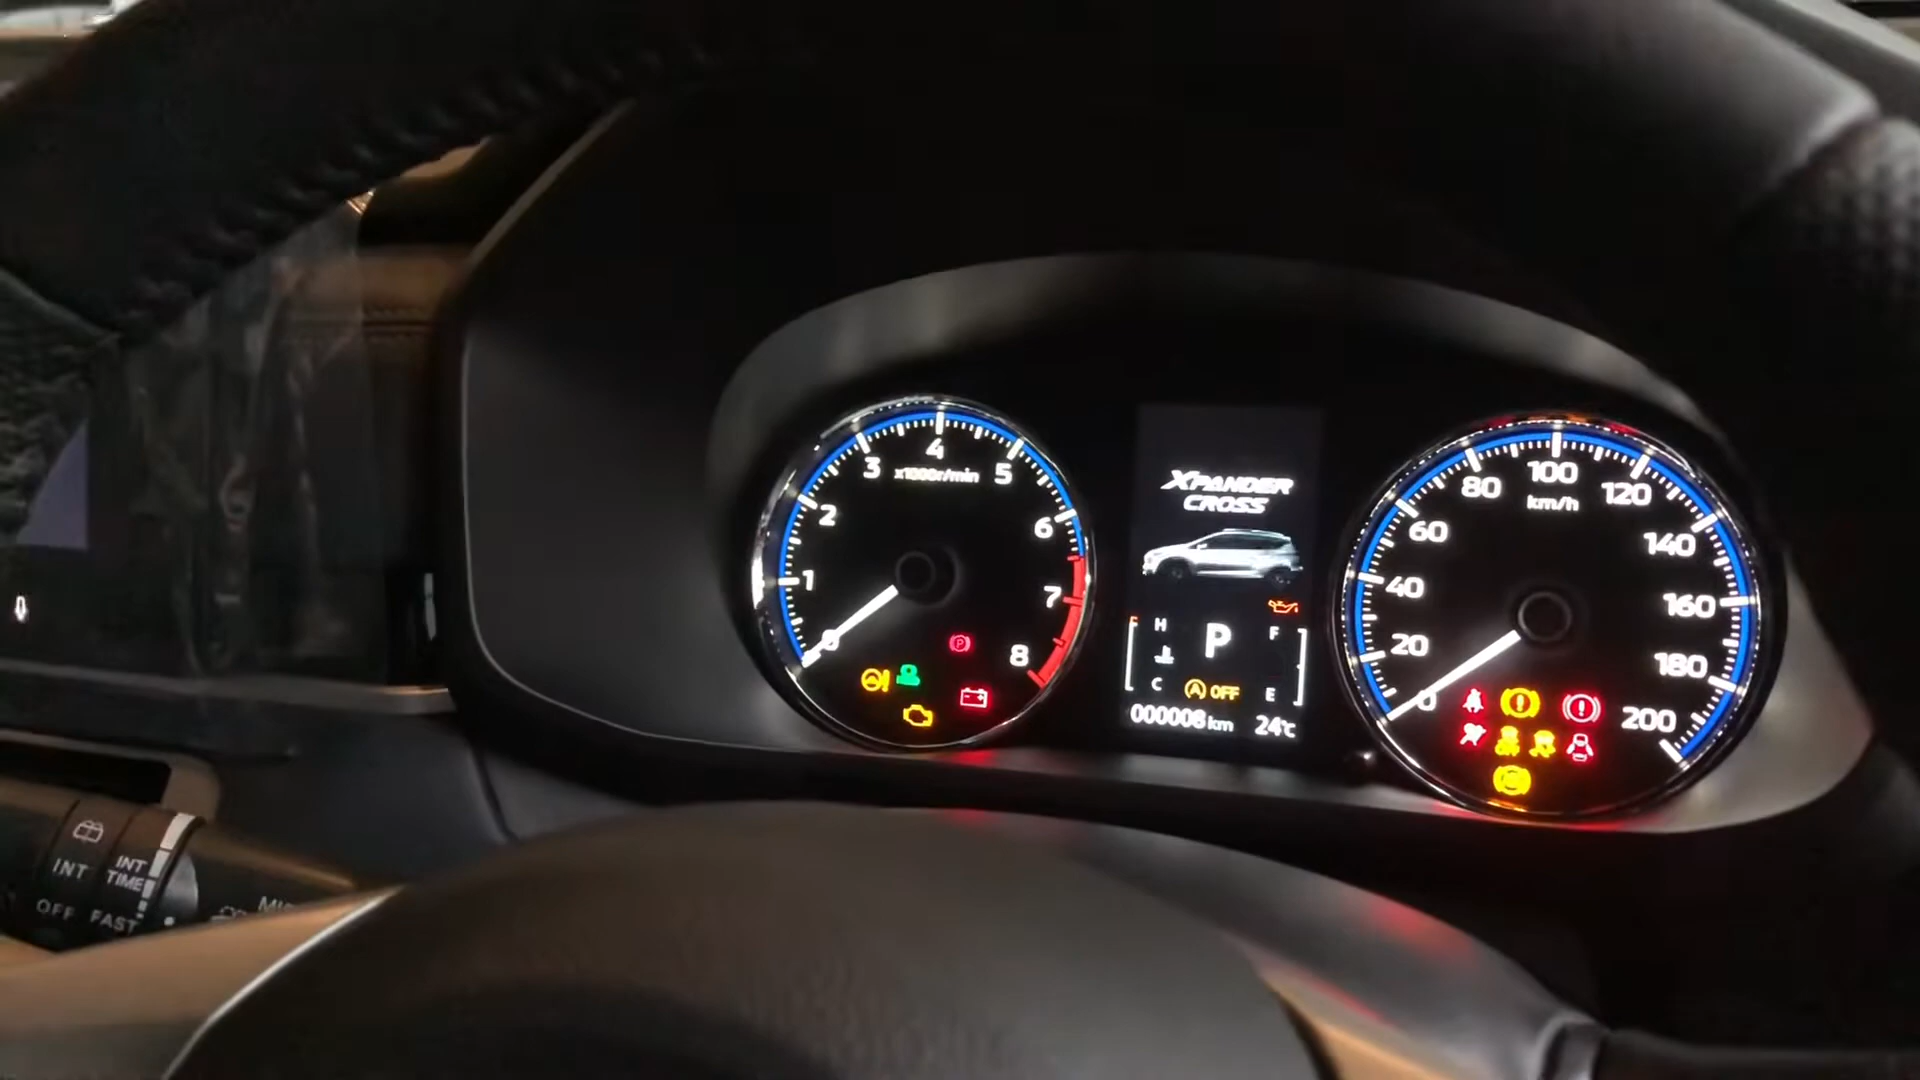 4
3
5
x1000r/min
2
6
1
7
0
8
XPANDER
CROSS
H
P
F
C
OFF
E
000008 km
24℃
100
80
120
km/h
60
140
40
160
20
180
0
200
INT
INT
TIME
OFF
FAST